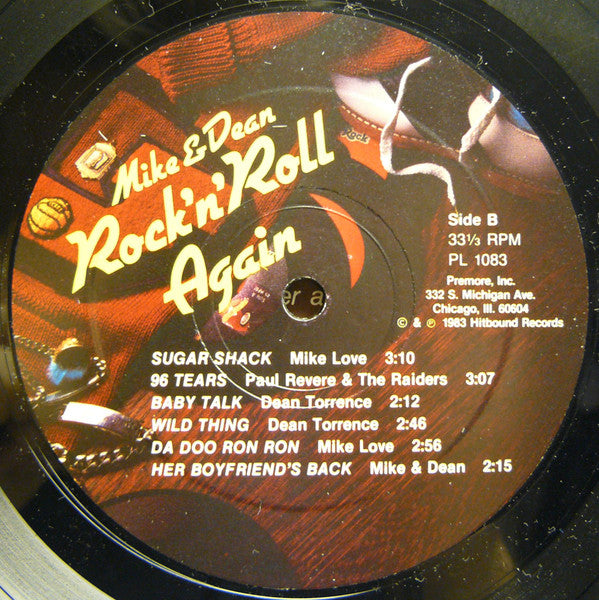 Mike & Dean
Rock'n'Roll
Again
Rock
Side B
33⅓ RPM
PL 1083
Premore, Inc.
332 S. Michigan Ave.
Chicago, Ill. 60604
© & ℗ 1983 Hitbound Records
er a
SUGAR SHACK Mike Love 3:10
96 TEARS Paul Revere & The Raiders 3:07
BABY TALK Dean Torrence 2:12
WILD THING Dean Torrence 2:46
DA DOO RON RON Mike Love 2:56
HER BOYFRIEND'S BACK Mike & Dean 2:15